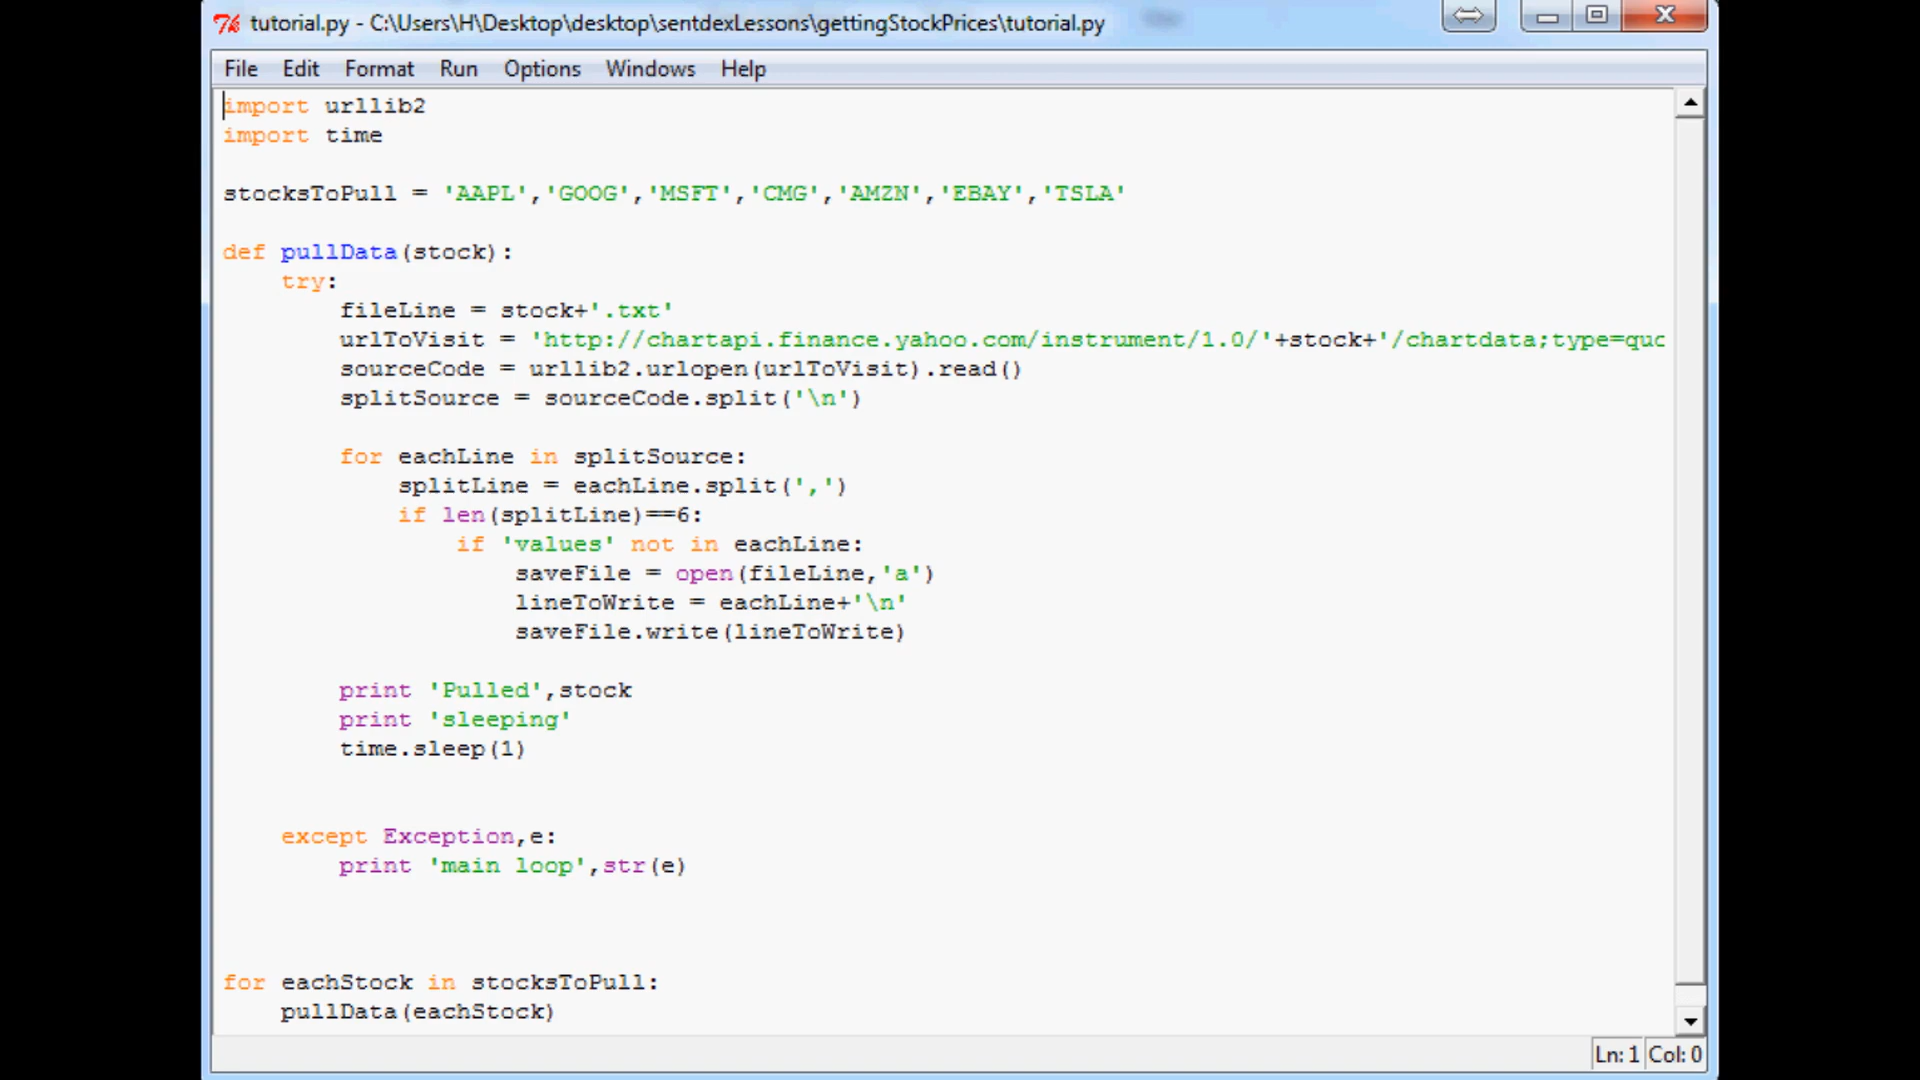 tutorial.py - C:\Users\H\Desktop\desktop\sentdexLessons\gettingStockPrices\tutorial.py
File Edit Format Run Options Windows Help
import urllib2
import time
stocksToPull = 'AAPL','GOOG','MSFT','CMG','AMZN','EBAY','TSLA'
def pullData(stock):
    try:
        fileLine = stock+'.txt'
        urlToVisit = 'http://chartapi.finance.yahoo.com/instrument/1.0/'+stock+'/chartdata;type=quo
        sourceCode = urllib2.urlopen(urlToVisit).read()
        splitSource = sourceCode.split('\n')
        for eachLine in splitSource:
            splitLine = eachLine.split(',')
            if len(splitLine)==6:
                if 'values' not in eachLine:
                    saveFile = open(fileLine,'a')
                    lineToWrite = eachLine+'\n'
                    saveFile.write(lineToWrite)
        print 'Pulled',stock
        print 'sleeping'
        time.sleep(1)
    except Exception,e:
        print 'main loop',str(e)
for eachStock in stocksToPull:
    pullData(eachStock)
Ln: 1 Col: 0